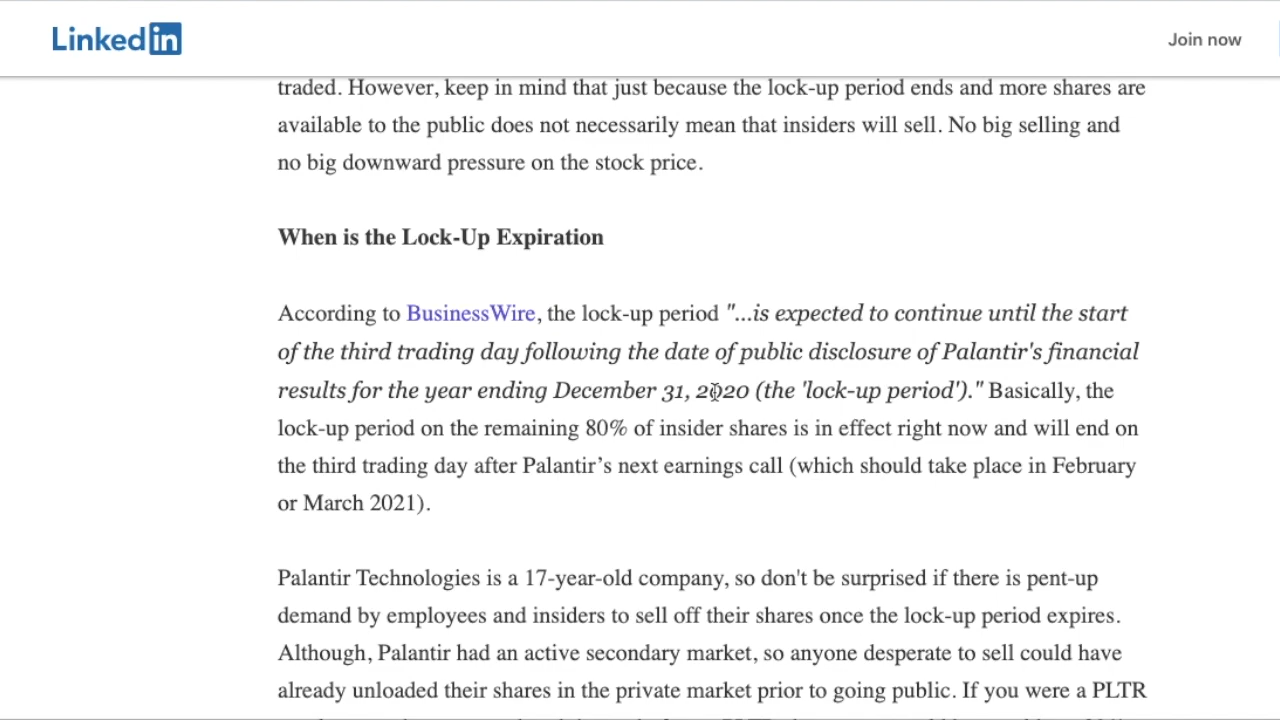 Linkedin
Join now
traded. However, keep in mind that just because the lock-up period ends and more shares are
available to the public does not necessarily mean that insiders will sell. No big selling and
no big downward pressure on the stock price.
When is the Lock-Up Expiration
According to BusinessWire, the lock-up period "...is expected to continue until the start
of the third trading day following the date of public disclosure of Palantir's financial
results for the year ending December 31, 2020 (the 'lock-up period')." Basically, the
lock-up period on the remaining 80% of insider shares is in effect right now and will end on
the third trading day after Palantir’s next earnings call (which should take place in February
or March 2021).
Palantir Technologies is a 17-year-old company, so don't be surprised if there is pent-up
demand by employees and insiders to sell off their shares once the lock-up period expires.
Although, Palantir had an active secondary market, so anyone desperate to sell could have
already unloaded their shares in the private market prior to going public. If you were a PLTR